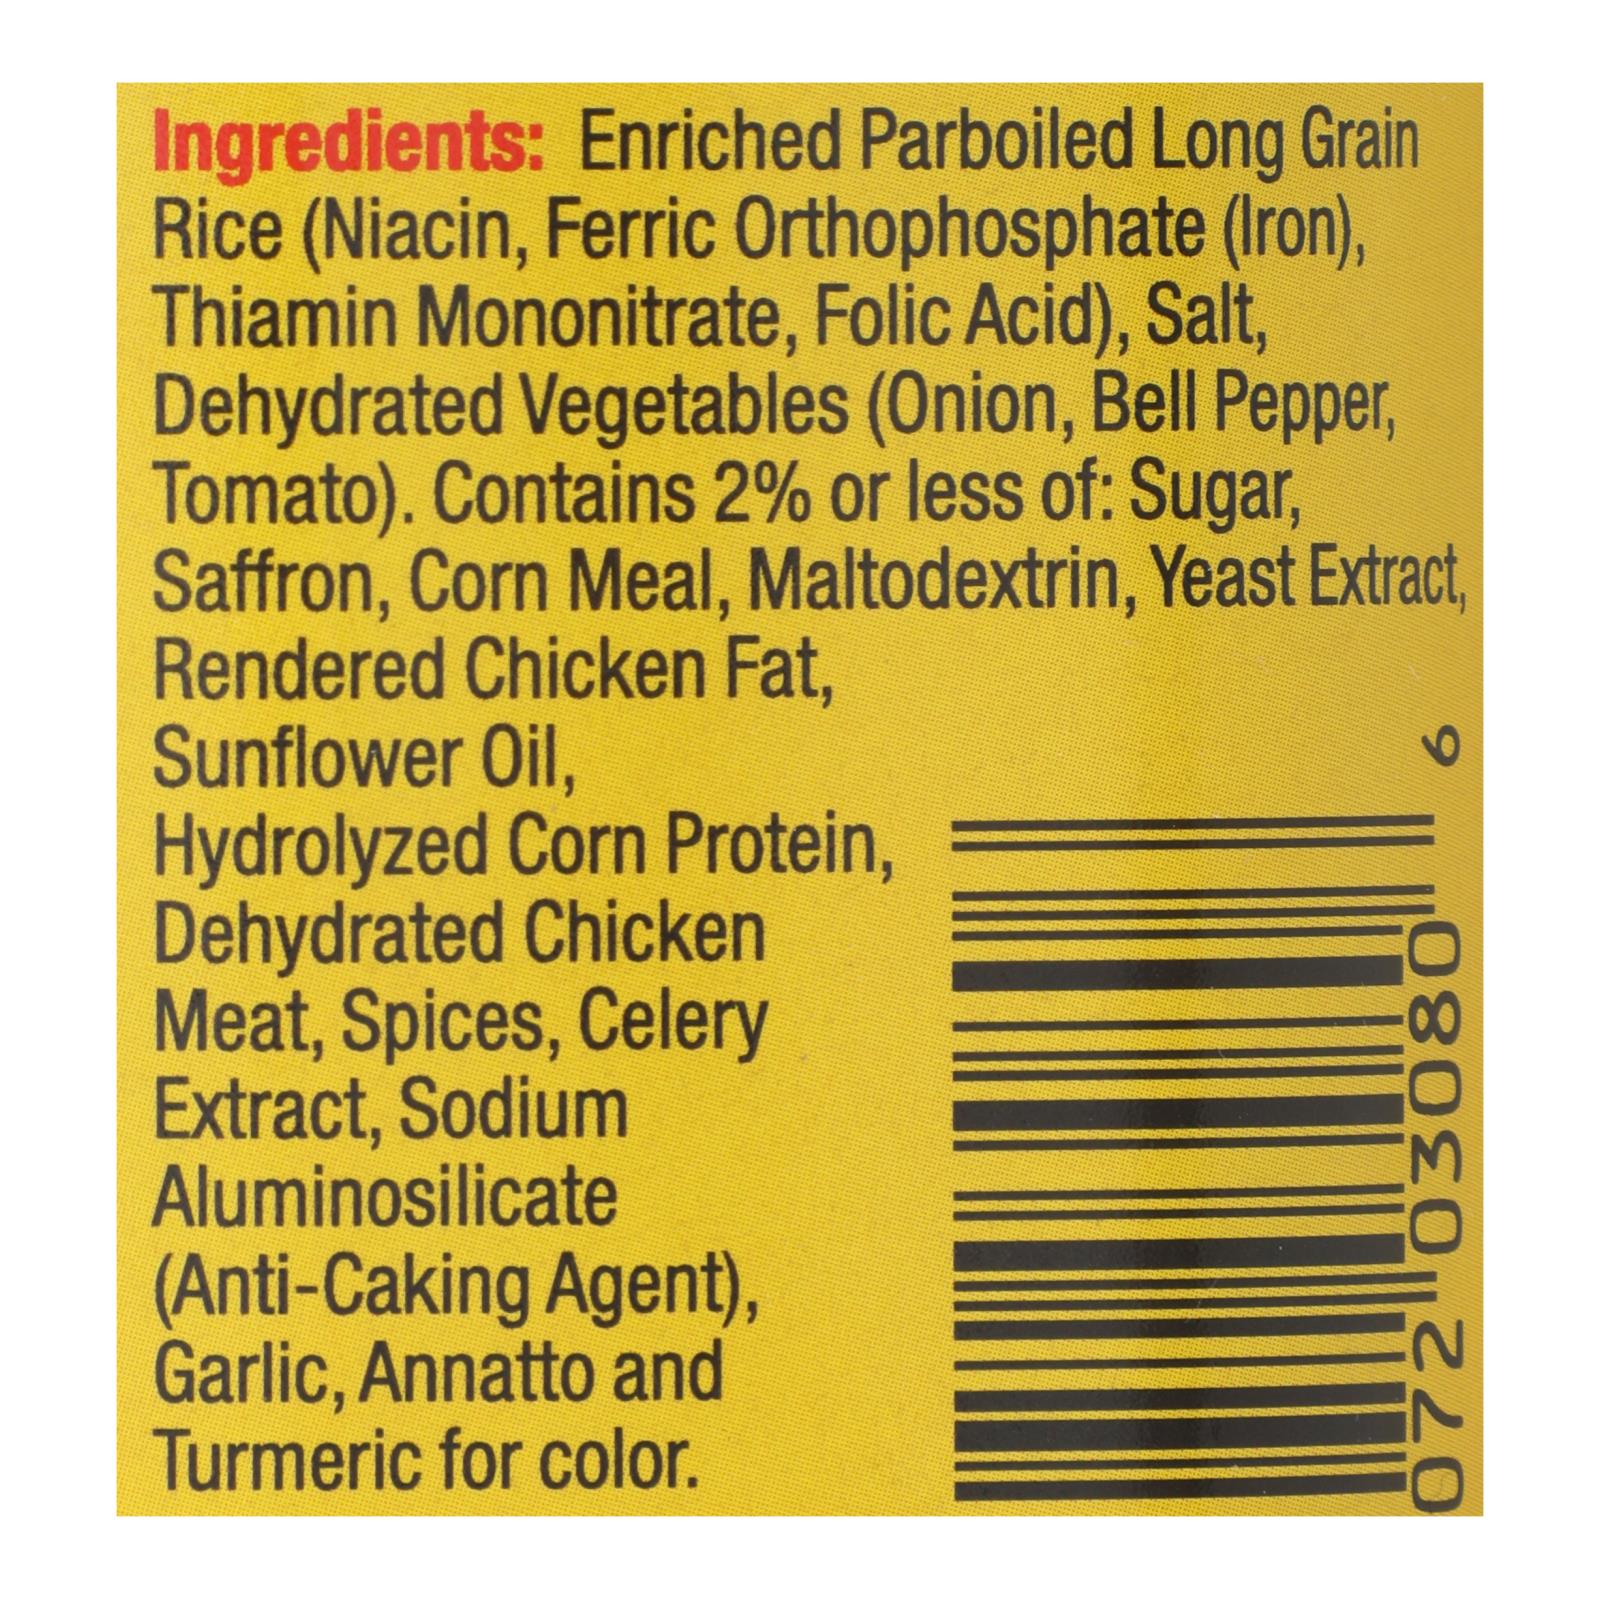 Ingredients: Enriched Parboiled Long Grain
Rice (Niacin, Ferric Orthophosphate (Iron),
Thiamin Mononitrate, Folic Acid), Salt,
Dehydrated Vegetables (Onion, Bell Pepper,
Tomato). Contains 2% or less of: Sugar,
Saffron, Corn Meal, Maltodextrin, Yeast Extract,
Rendered Chicken Fat,
Sunflower Oil,
Hydrolyzed Corn Protein,
Dehydrated Chicken
Meat, Spices, Celery
Extract, Sodium
Aluminosilicate
(Anti-Caking Agent),
Garlic, Annatto and
Turmeric for color.
072 03080 6